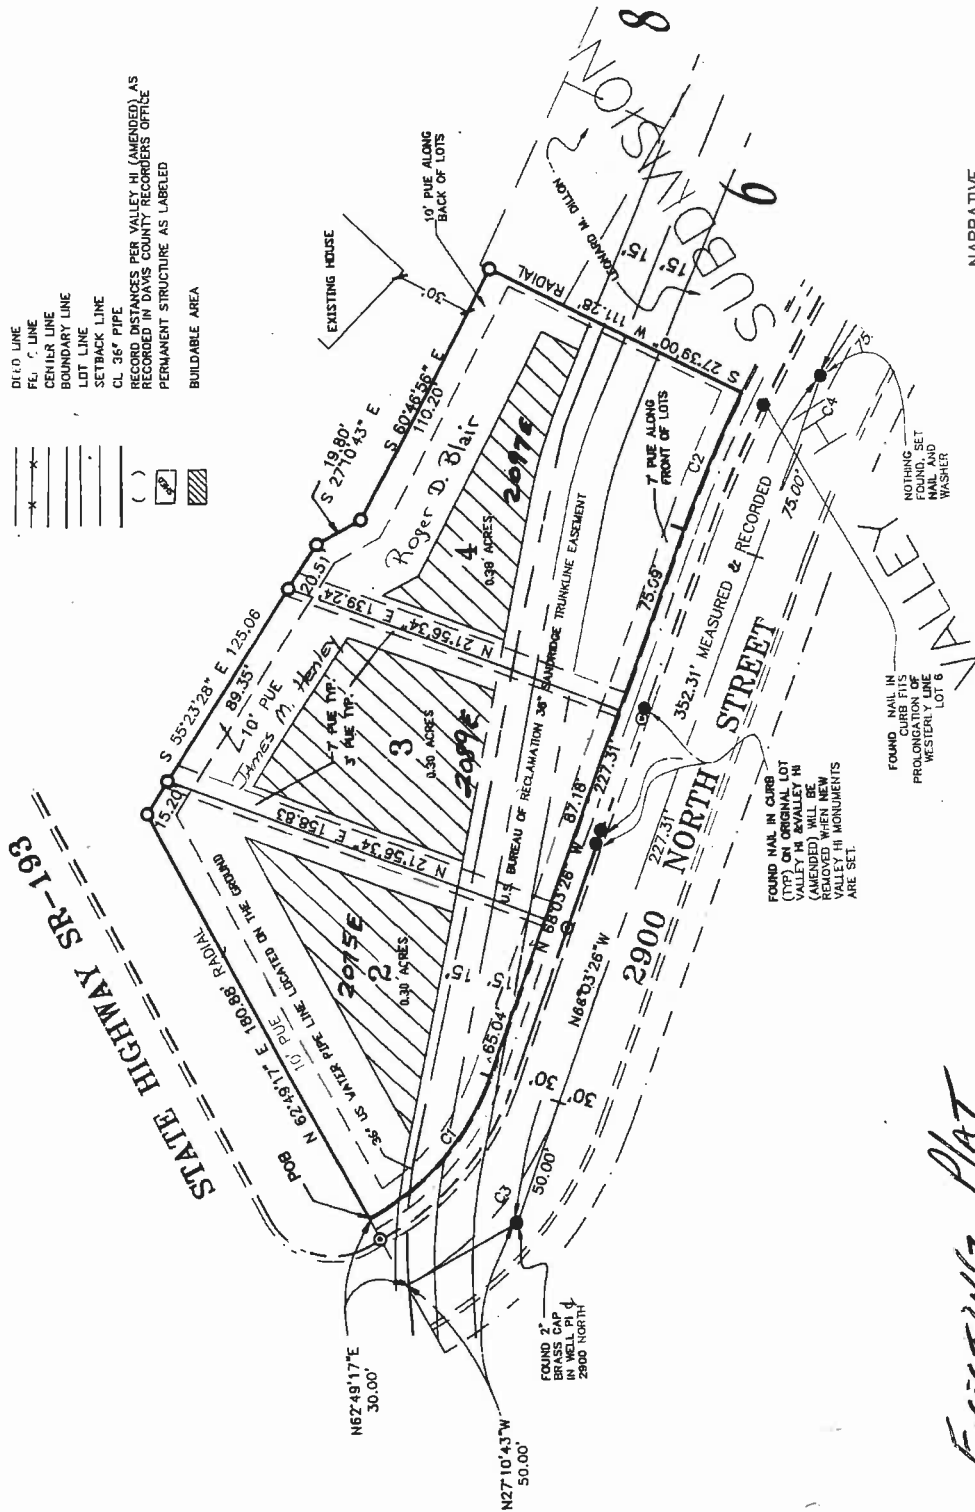 DEED LINE
CENTER LINE
BOUNDARY LINE
LOT LINE
SETBACK LINE
CL 36" PIPE
( ) RECORD DISTANCES PER VALLEY HI (AMENDED) AS
RECORDED IN DAVIS COUNTY RECORDERS OFFICE
PERMANENT STRUCTURE AS LABELED
BUILDABLE AREA
STATE HIGHWAY SR-193
EXISTING HOUSE
30'
10' PUE ALONG
BACK OF LOTS
8
6
SUBDIVISION
LEONARD M. DILLON
15'
15'
RADIAL
S 27°39'00" W 111.28'
S 60°46'56" E
110.20'
19.80'
S 27°10'43" E
20.51'
S 55°23'28" E 125.06
89.35'
15.20'
10' PUE
James M. Henley
Roger D. Blair
4
0.38 ACRES
2097E
N 21°56'34" E 139.24'
7' PUE TYP.
3' PUE TYP.
3
0.30 ACRES
2089E
N 21°56'34" E 158.83
2075E
2
0.30 ACRES
N 62°49'17" E 180.88' RADIAL
10' PUE
36" US WATER PIPE LINE LOCATED ON THE GROUND
POB
U.S. BUREAU OF RECLAMATION 36" SANDRIDGE TRUNKLINE EASEMENT
15'
15'
7' PUE ALONG
FRONT OF LOTS
C1
65.04'
N 68°03'26" W 227.31'
87.18'
75.09'
C2
C3
C4
75.00'
75.
50.00'
N68°03'26"W
227.31'
352.31' MEASURED & RECORDED
30'
30'
2900 NORTH STREET
VALLEY HI
N62°49'17"E
30.00'
N27°10'43"W
50.00'
FOUND 2"
BRASS CAP
IN WELL PI ℄
2900 NORTH
FOUND NAIL IN CURB
(TYP) ON ORIGINAL LOT
VALLEY HI & VALLEY HI
(AMENDED) WILL BE
REMOVED WHEN NEW
VALLEY HI MONUMENTS
ARE SET.
FOUND NAIL IN
CURB FITS
PROLONGATION OF
WESTERLY LINE
LOT 6
NOTHING
FOUND, SET
NAIL AND
WASHER
NARRATIVE
EXISTING PLAT